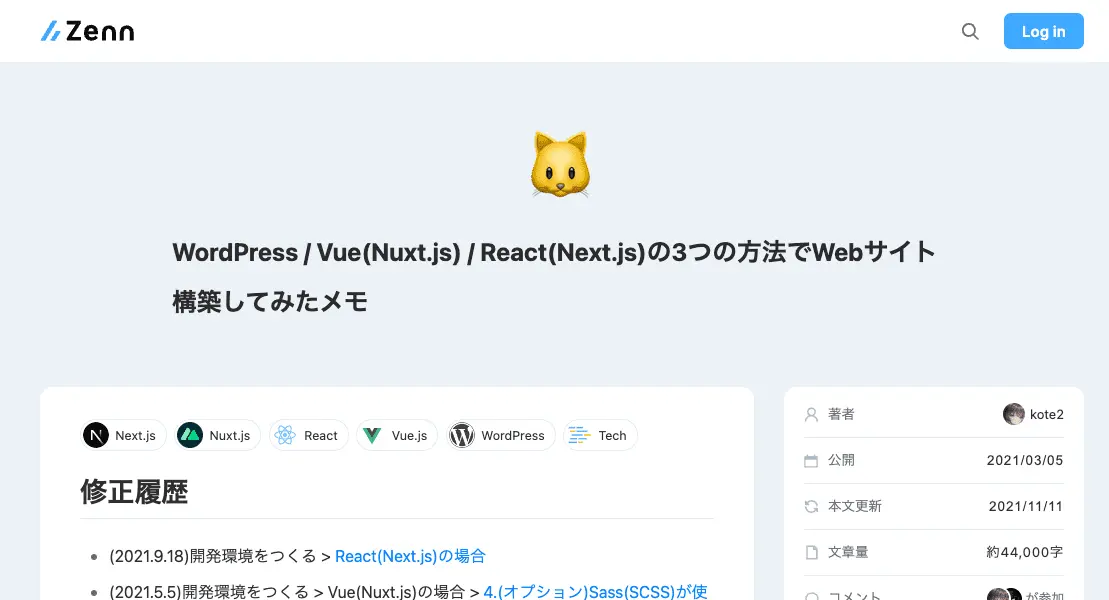 Zenn
Log in
WordPress / Vue(Nuxt.js) / React(Next.js)の3つの方法でWebサイト
構築してみたメモ
Next.js
Nuxt.js
React
Vue.js
WordPress
Tech
修正履歴
(2021.9.18)開発環境をつくる > React(Next.js)の場合
(2021.5.5)開発環境をつくる > Vue(Nuxt.js)の場合 > 4.(オプション)Sass(SCSS)が使
著者
kote2
公開
2021/03/05
本文更新
2021/11/11
文章量
約44,000字
コメント
が参加